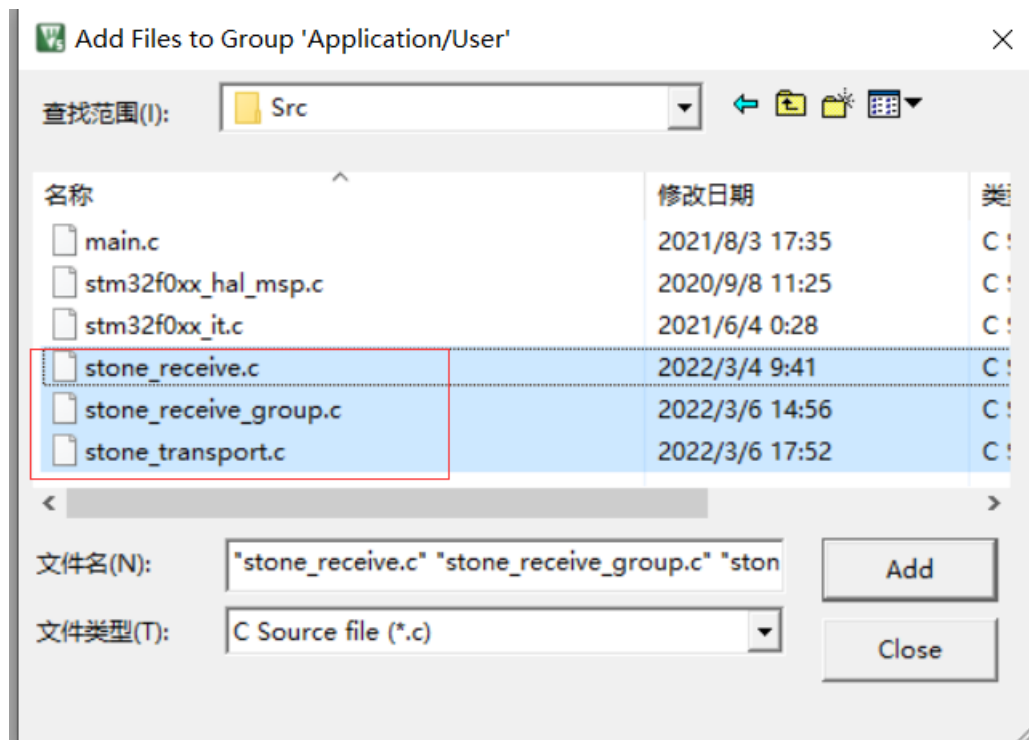 Add Files to Group 'Application/User'
查找范围(I): Src
名称 修改日期
main.c 2021/8/3 17:35 C
stm32f0xx_hal_msp.c 2020/9/8 11:25 C
stm32f0xx_it.c 2021/6/4 0:28 C
stone_receive.c 2022/3/4 9:41 C
stone_receive_group.c 2022/3/6 14:56 C
stone_transport.c 2022/3/6 17:52 C
文件名(N): "stone_receive.c" "stone_receive_group.c" "ston Add
文件类型(T): C Source file (*.c) Close